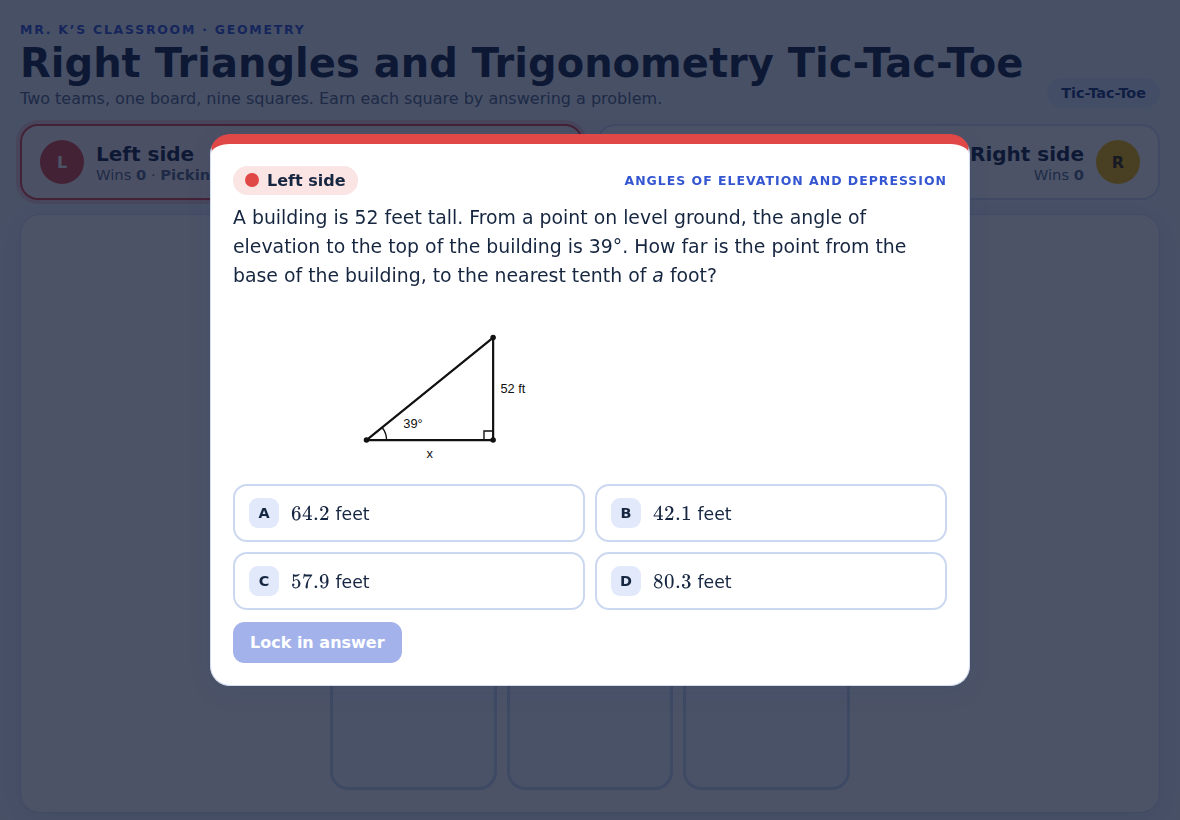 MR. K’S CLASSROOM · GEOMETRY
Right Triangles and Trigonometry Tic-Tac-Toe
Two teams, one board, nine squares. Earn each square by answering a problem.
Tic-Tac-Toe
L
Left side
Wins 0 · Pickin
Right side
Wins 0
R
Left side
ANGLES OF ELEVATION AND DEPRESSION
A building is 52 feet tall. From a point on level ground, the angle of
elevation to the top of the building is 39°. How far is the point from the
base of the building, to the nearest tenth of a foot?
52 ft
39°
x
A 64.2 feet
B 42.1 feet
C 57.9 feet
D 80.3 feet
Lock in answer